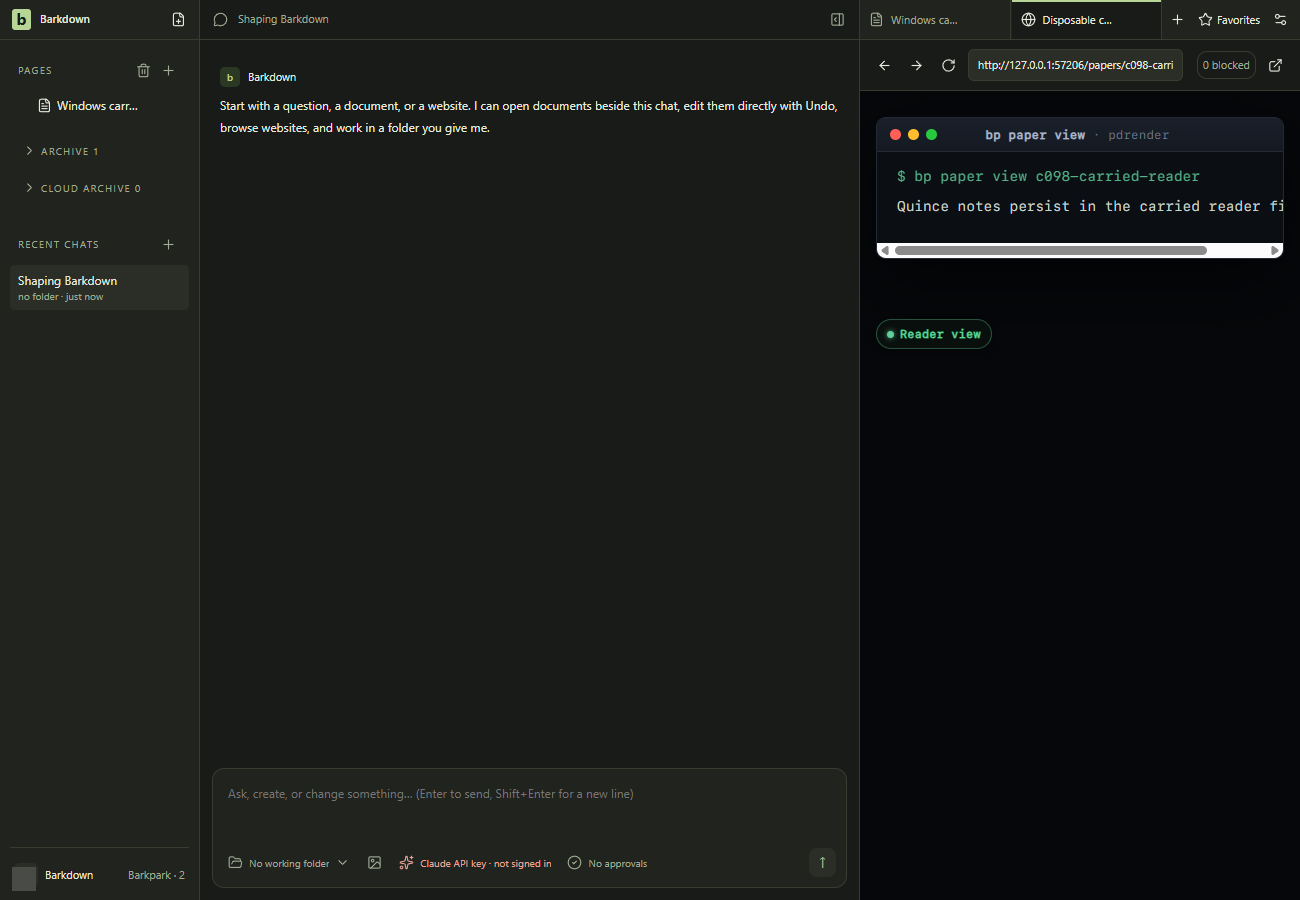 b Barkdown
PAGES
Windows carr...
ARCHIVE 1
CLOUD ARCHIVE 0
RECENT CHATS
Shaping Barkdown
no folder · just now
Barkdown
Barkpark · 2
Shaping Barkdown
b Barkdown
Start with a question, a document, or a website. I can open documents beside this chat, edit them directly with Undo,
browse websites, and work in a folder you give me.
Ask, create, or change something... (Enter to send, Shift+Enter for a new line)
No working folder
Claude API key · not signed in
No approvals
Windows ca...
Disposable c...
Favorites
http://127.0.0.1:57206/papers/c098-carri
0 blocked
bp paper view · pdrender
$ bp paper view c098-carried-reader
Quince notes persist in the carried reader fi
Reader view